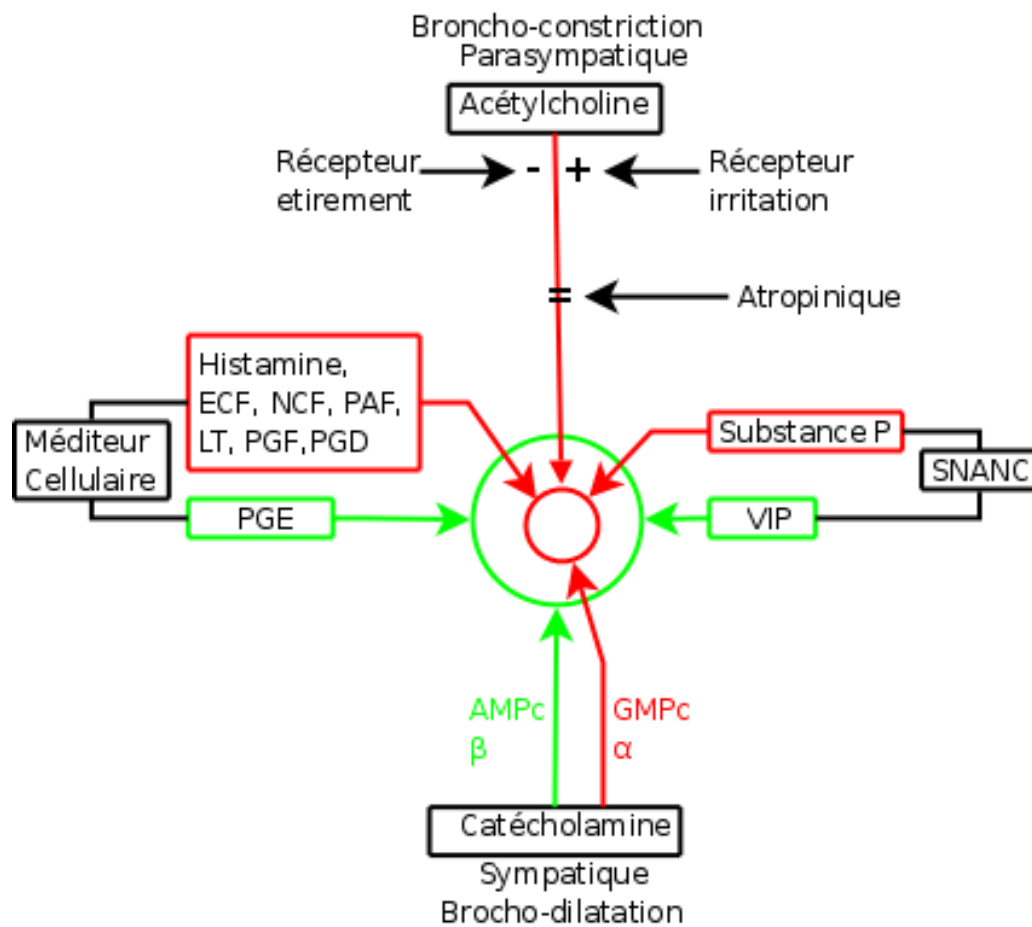 Broncho-constriction
Parasympatique
Acétylcholine
Récepteur
etirement
- +
Récepteur
irritation
=
Atropinique
Histamine,
ECF, NCF, PAF,
LT, PGF,PGD
Méditeur
Cellulaire
PGE
Substance P
SNANC
VIP
AMPc
β
GMPc
α
Catécholamine
Sympatique
Brocho-dilatation